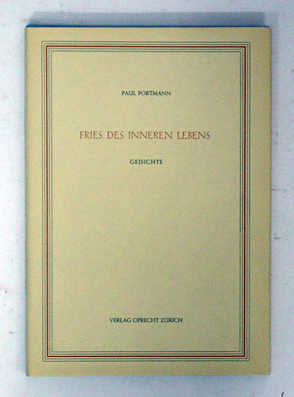 PAUL PORTMANN
FRIES DES INNEREN LEBENS
GEDICHTE
VERLAG OPRECHT ZÜRICH